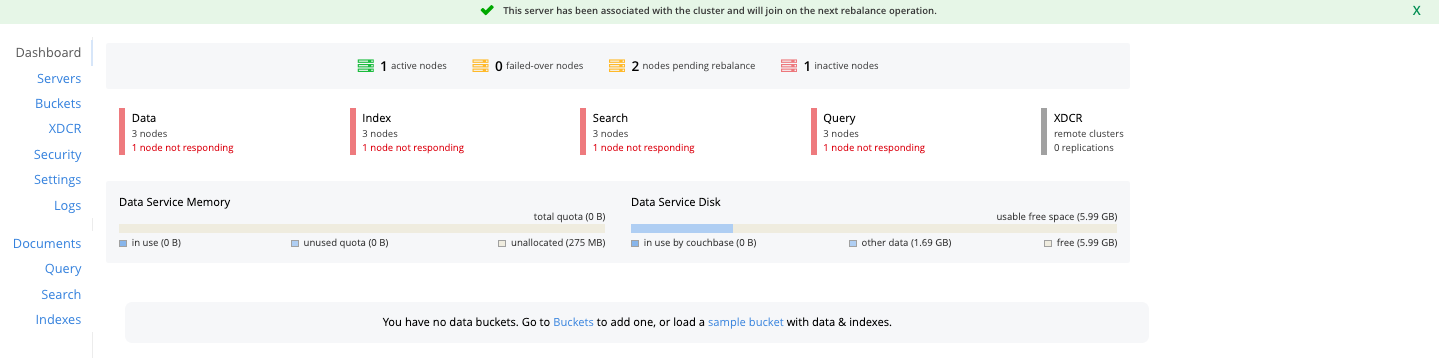 This server has been associated with the cluster and will join on the next rebalance operation. X
Dashboard
Servers
Buckets
XDCR
Security
Settings
Logs
Documents
Query
Search
Indexes
1 active nodes 0 failed-over nodes 2 nodes pending rebalance 1 inactive nodes
Data
3 nodes
1 node not responding
Index
3 nodes
1 node not responding
Search
3 nodes
1 node not responding
Query
3 nodes
1 node not responding
XDCR
remote clusters
0 replications
Data Service Memory
total quota (0 B)
in use (0 B) unused quota (0 B) unallocated (275 MB)
Data Service Disk
usable free space (5.99 GB)
in use by couchbase (0 B) other data (1.69 GB) free (5.99 GB)
You have no data buckets. Go to Buckets to add one, or load a sample bucket with data & indexes.